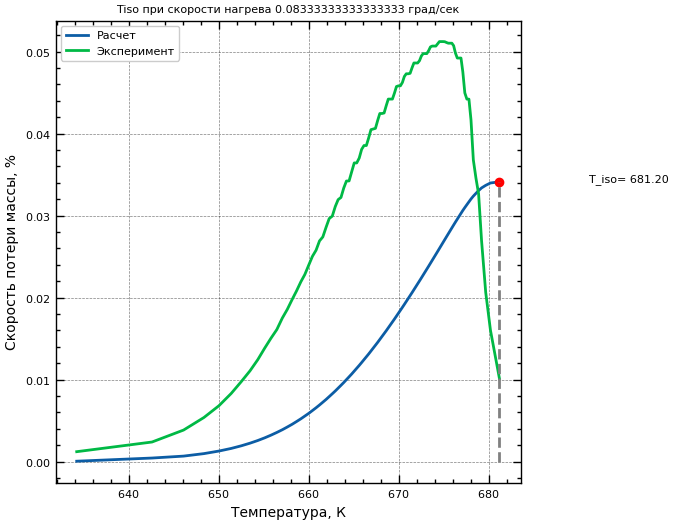 Tiso при скорости нагрева 0.08333333333333333 град/сек
Расчет
Эксперимент
0.05
0.04
0.03
0.02
0.01
0.00
Скорость потери массы, %
640
650
660
670
680
Температура, К
T_iso= 681.20